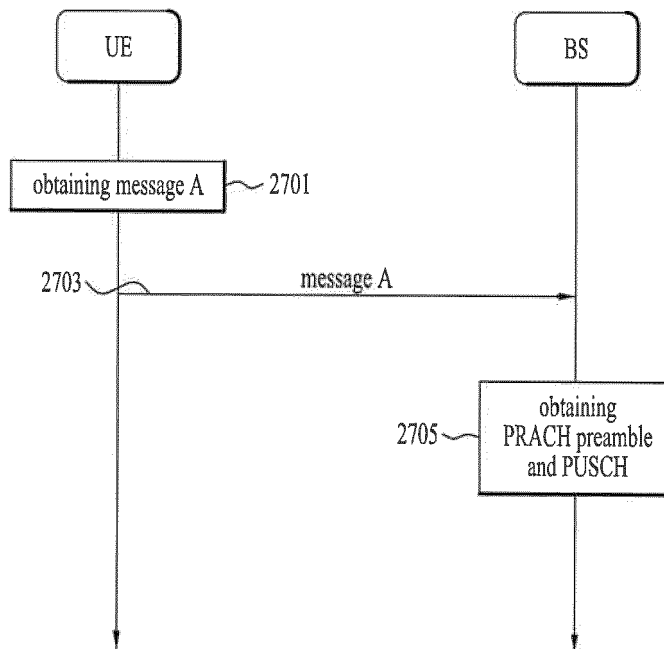 UE
BS
obtaining message A
2701
2703
message A
obtaining
PRACH preamble
and PUSCH
2705